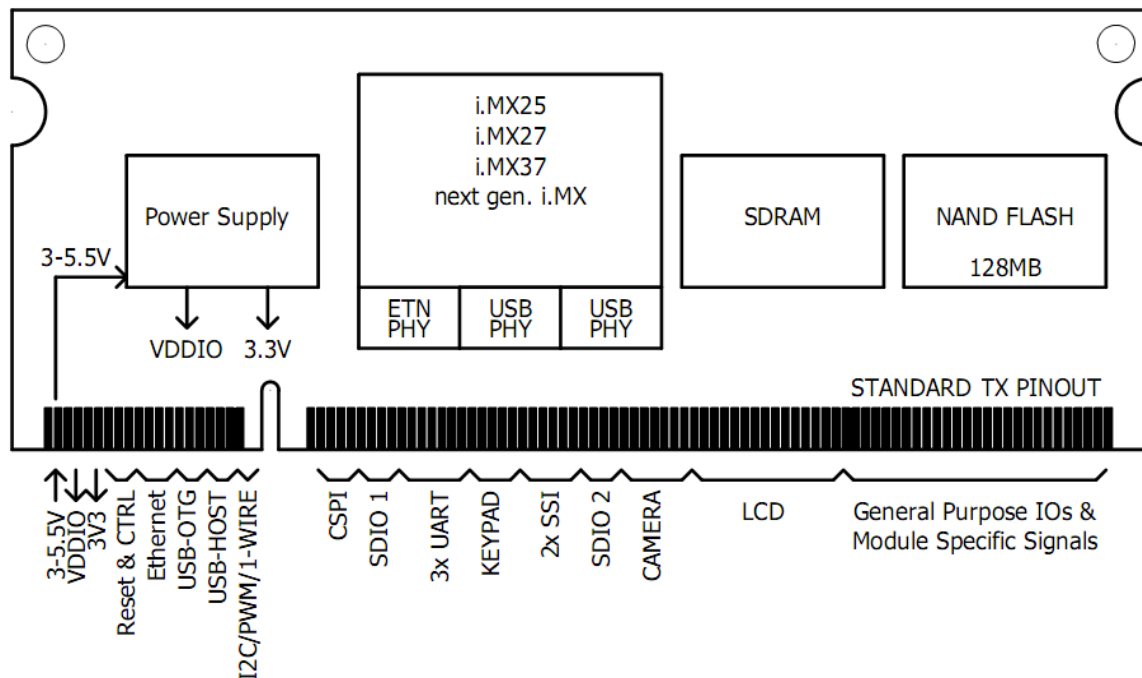 i.MX25
i.MX27
i.MX37
next gen. i.MX
Power Supply
SDRAM
NAND FLASH
128MB
3-5.5V
ETN
PHY
USB
PHY
USB
PHY
VDDIO
3.3V
STANDARD TX PINOUT
3-5.5V
VDDIO
3V3
Reset & CTRL
Ethernet
USB-OTG
USB-HOST
I2C/PWM/1-WIRE
CSPI
SDIO 1
3x UART
KEYPAD
2x SSI
SDIO 2
CAMERA
LCD
General Purpose IOs &
Module Specific Signals